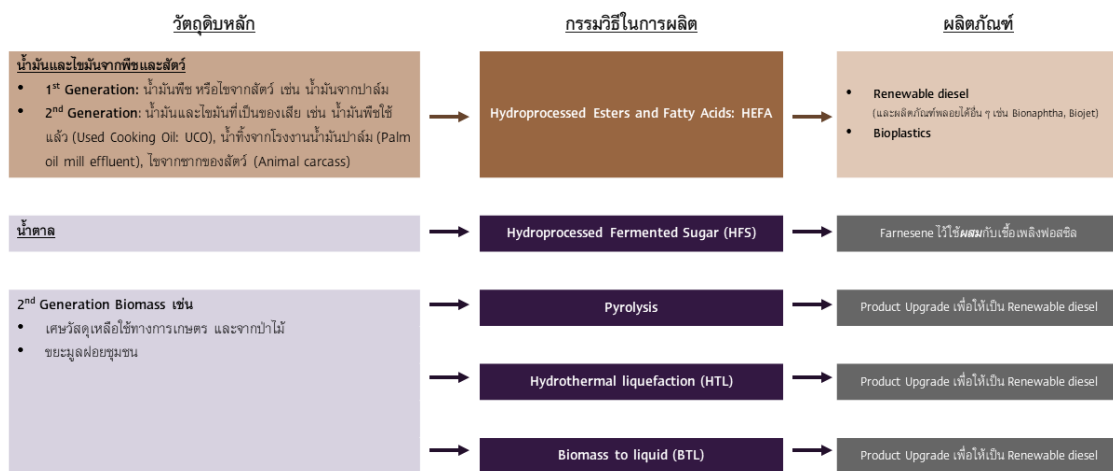 วัตถุดิบหลัก
กรรมวิธีในการผลิต
ผลิตภัณฑ์
น้ำมันและไขมันจากพืชและสัตว์
• 1st Generation: น้ำมันพืช หรือไขจากสัตว์ เช่น น้ำมันจากปาล์ม
• 2nd Generation: น้ำมันและไขมันที่เป็นของเสีย เช่น น้ำมันพืชใช้
แล้ว (Used Cooking Oil: UCO), น้ำทิ้งจากโรงงานน้ำมันปาล์ม (Palm
oil mill effluent), ไขจากซากของสัตว์ (Animal carcass)
Hydroprocessed Esters and Fatty Acids: HEFA
• Renewable diesel
(และผลิตภัณฑ์พลอยได้อื่น ๆ เช่น Bionaphtha, Biojet)
• Bioplastics
น้ำตาล
Hydroprocessed Fermented Sugar (HFS)
Farnesene ไว้ใช้ผสมกับเชื้อเพลิงฟอสซิล
2nd Generation Biomass เช่น
• เศษวัสดุเหลือใช้ทางการเกษตร และจากป่าไม้
• ขยะมูลฝอยชุมชน
Pyrolysis
Product Upgrade เพื่อให้เป็น Renewable diesel
Hydrothermal liquefaction (HTL)
Product Upgrade เพื่อให้เป็น Renewable diesel
Biomass to liquid (BTL)
Product Upgrade เพื่อให้เป็น Renewable diesel